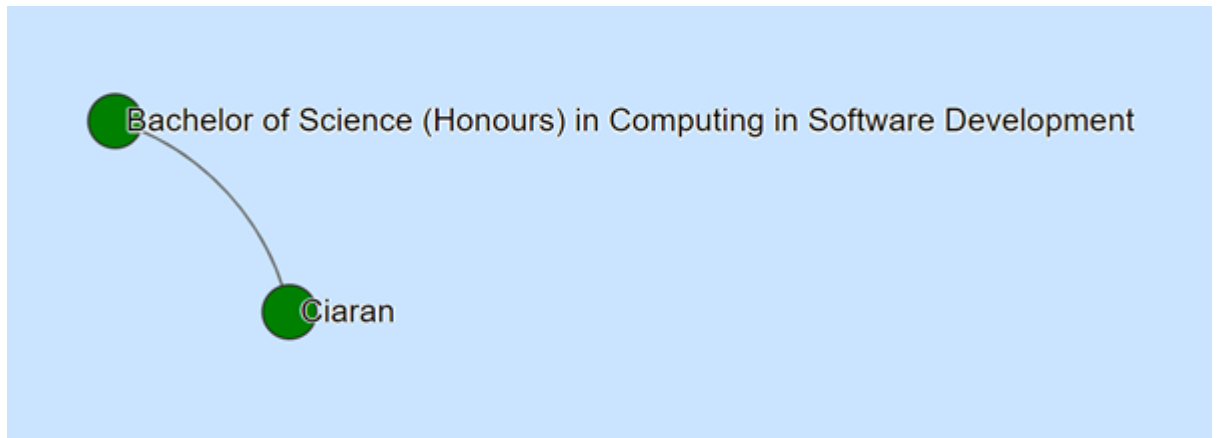 Bachelor of Science (Honours) in Computing in Software Development
Ciaran